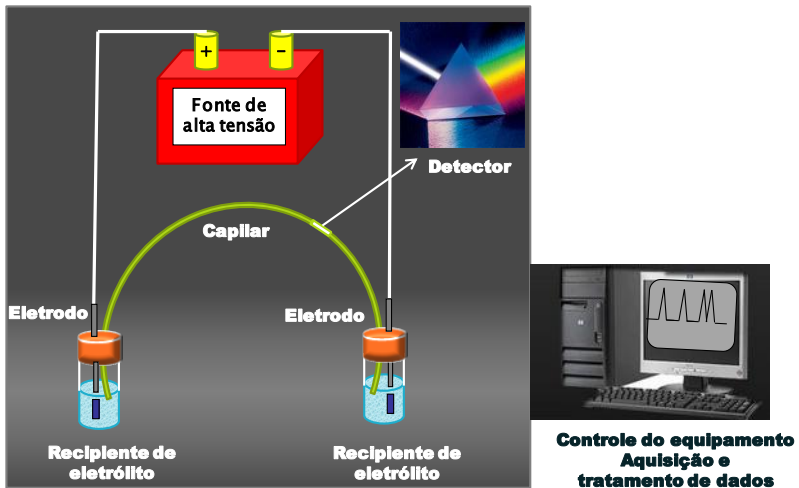 +
–
Fonte de
alta tensão
Detector
Capilar
Eletrodo
Eletrodo
Recipiente de
eletrólito
Recipiente de
eletrólito
Controle do equipamento
Aquisição e
tratamento de dados